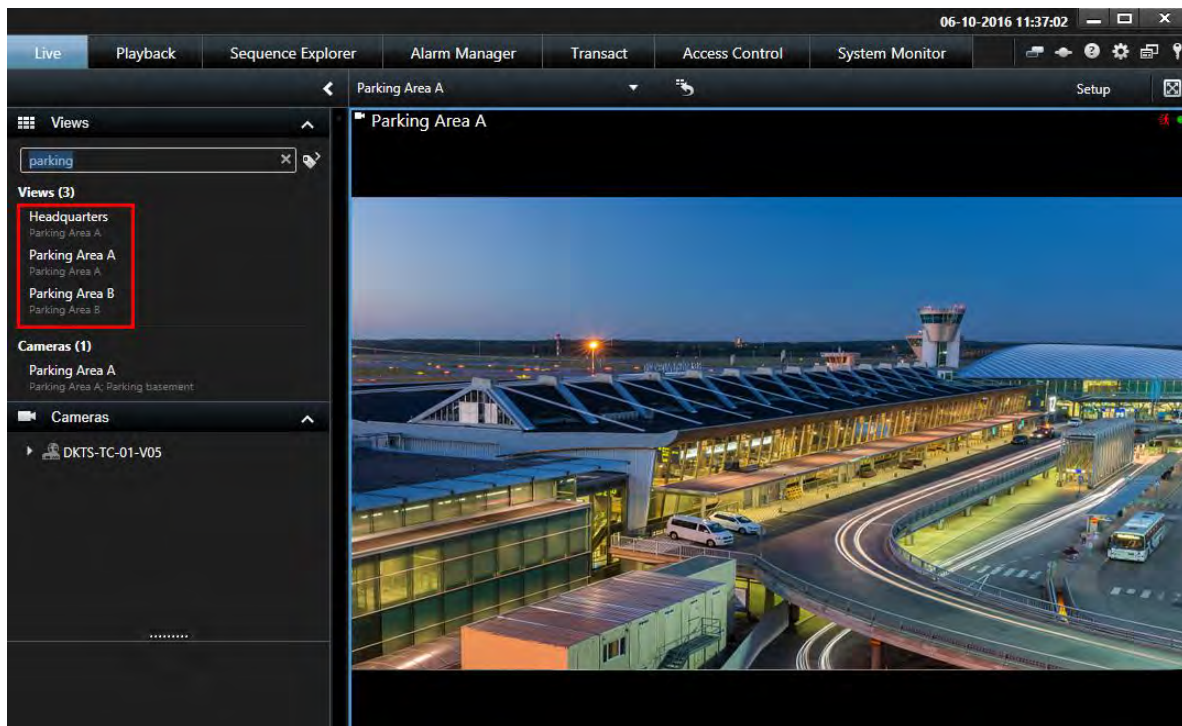 06-10-2016 11:37:02
Live Playback Sequence Explorer Alarm Manager Transact Access Control System Monitor
Parking Area A Setup
Views
parking
Views (3)
Headquarters
Parking Area A
Parking Area A
Parking Area A
Parking Area B
Parking Area B
Cameras (1)
Parking Area A
Parking Area A; Parking basement
Cameras
DKTS-TC-01-V05
Parking Area A